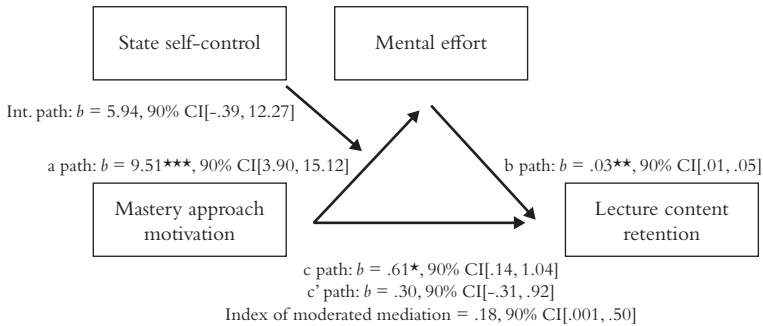 State self-control
Mental effort
Int. path: b = 5.94, 90% CI[-.39, 12.27]
a path: b = 9.51★★★, 90% CI[3.90, 15.12]
b path: b = .03★★, 90% CI[.01, .05]
Mastery approach
motivation
Lecture content
retention
c path: b = .61★, 90% CI[.14, 1.04]
c’ path: b = .30, 90% CI[-.31, .92]
Index of moderated mediation = .18, 90% CI[.001, .50]